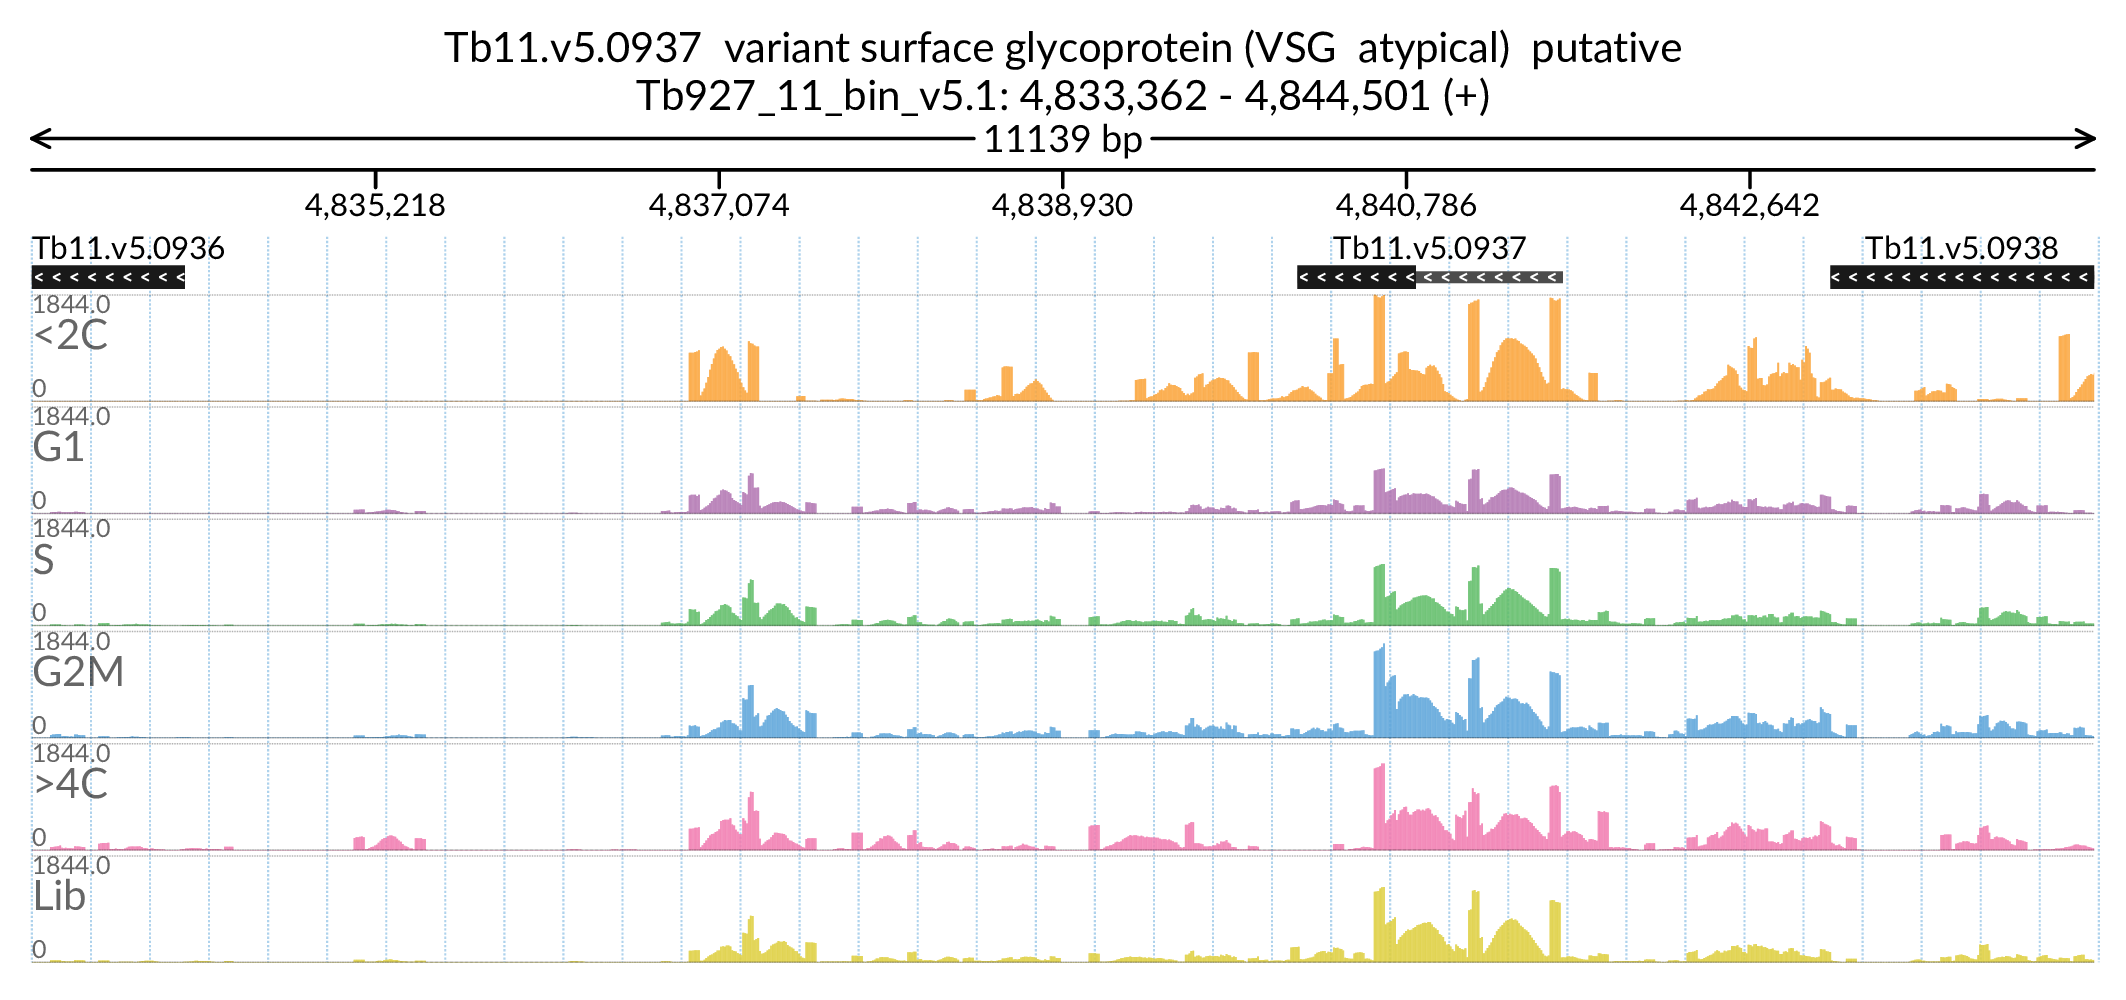 Tb11.v5.0937 variant surface glycoprotein (VSG atypical) putative
Tb927_11_bin_v5.1: 4,833,362 - 4,844,501 (+)
11139 bp
4,835,218 4,837,074 4,838,930 4,840,786 4,842,642
Tb11.v5.0936 Tb11.v5.0937 Tb11.v5.0938
1844.0
<2C
0
1844.0
G1
0
1844.0
S
0
1844.0
G2M
0
1844.0
>4C
0
1844.0
Lib
0